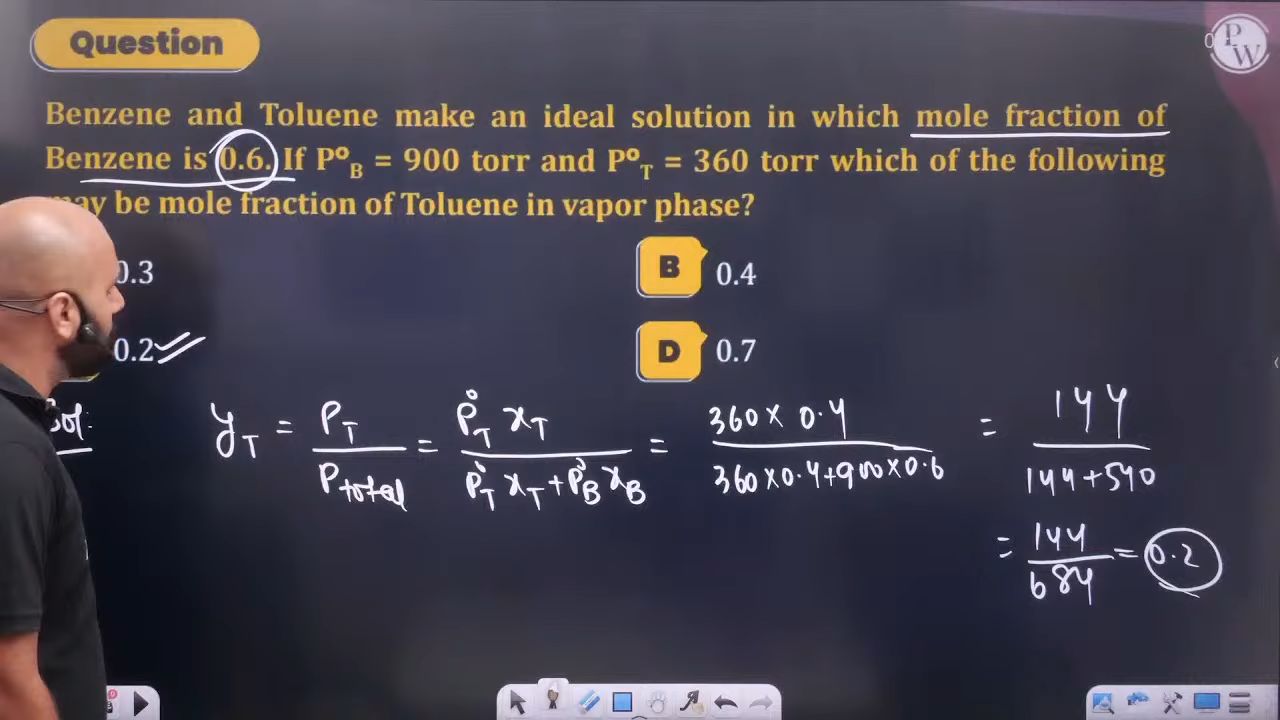 Question
PW
Benzene and Toluene make an ideal solution in which mole fraction of
Benzene is 0.6. If P°B = 900 torr and P°T = 360 torr which of the following
may be mole fraction of Toluene in vapor phase?
0.3
B 0.4
0.2
D 0.7
Sol:
yT = PT / Ptotal = P°T xT / P°T xT + P°B xB = 360 × 0.4 / 360 × 0.4 + 900 × 0.6 = 144 / 144 + 540
= 144 / 684 = 0.2